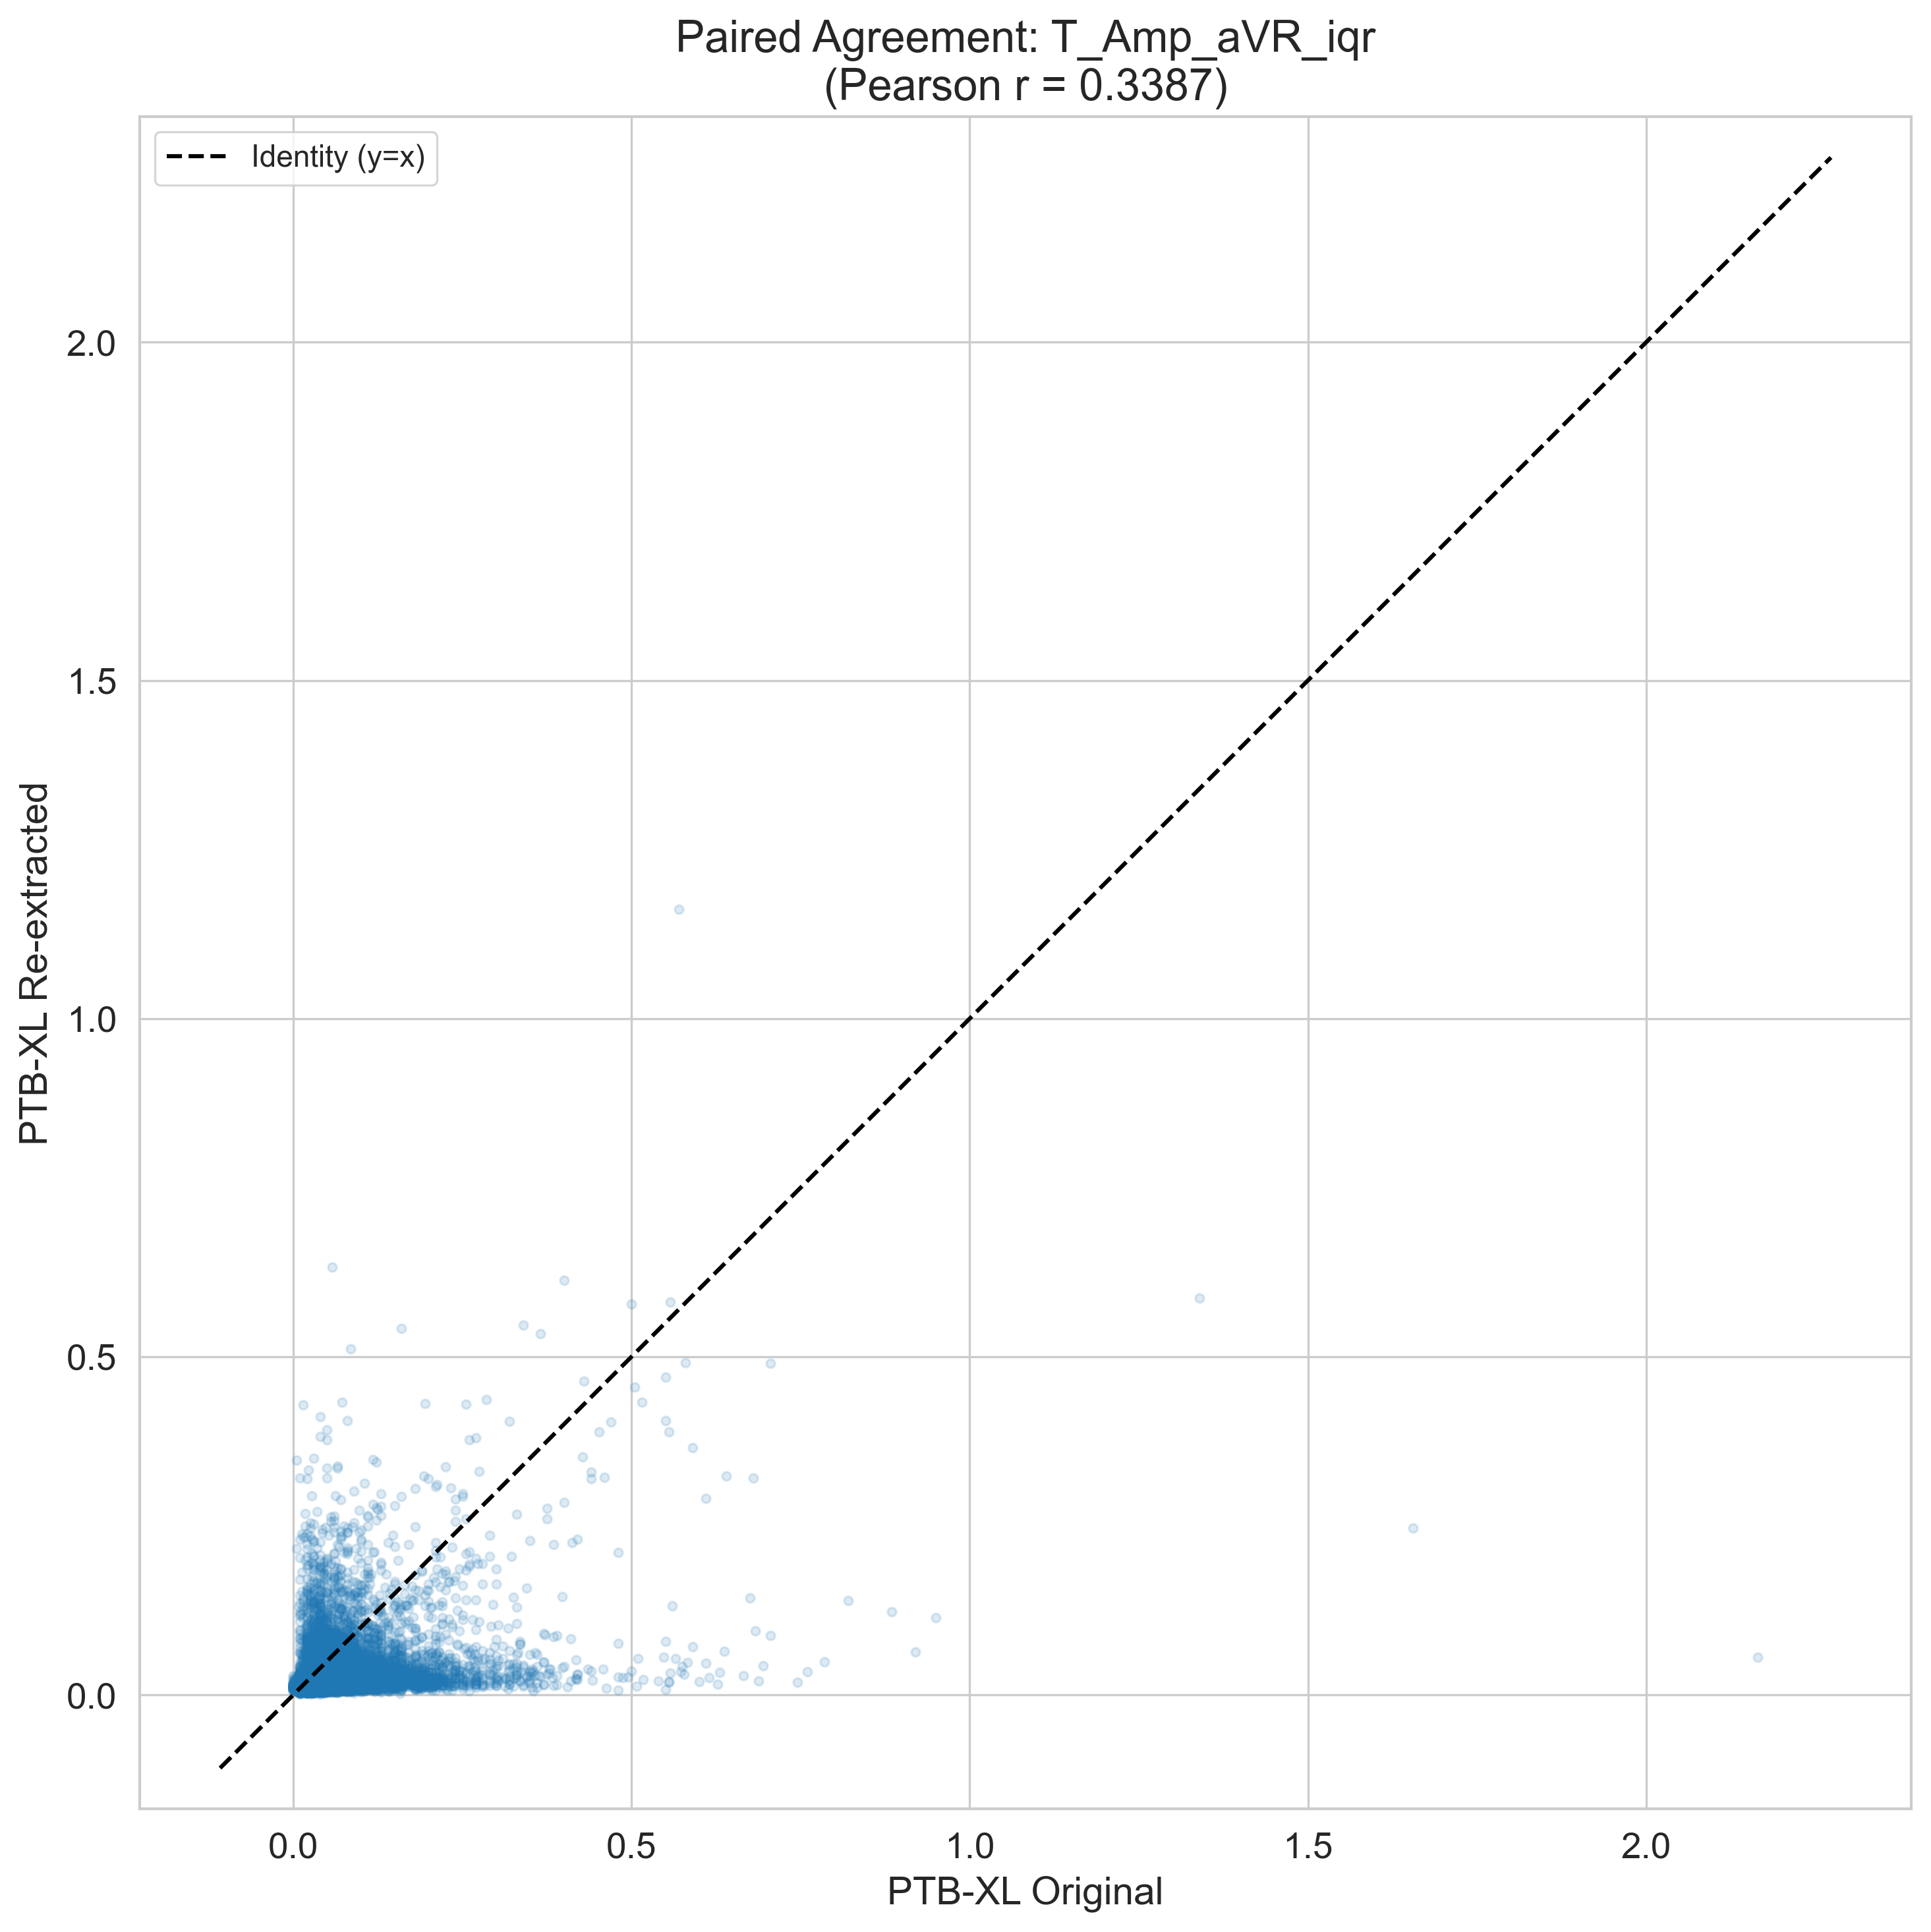 Paired Agreement: T_Amp_aVR_iqr
(Pearson r = 0.3387)
Identity (y=x)
2.0
1.5
1.0
0.5
0.0
PTB-XL Re-extracted
0.0 0.5 1.0 1.5 2.0
PTB-XL Original